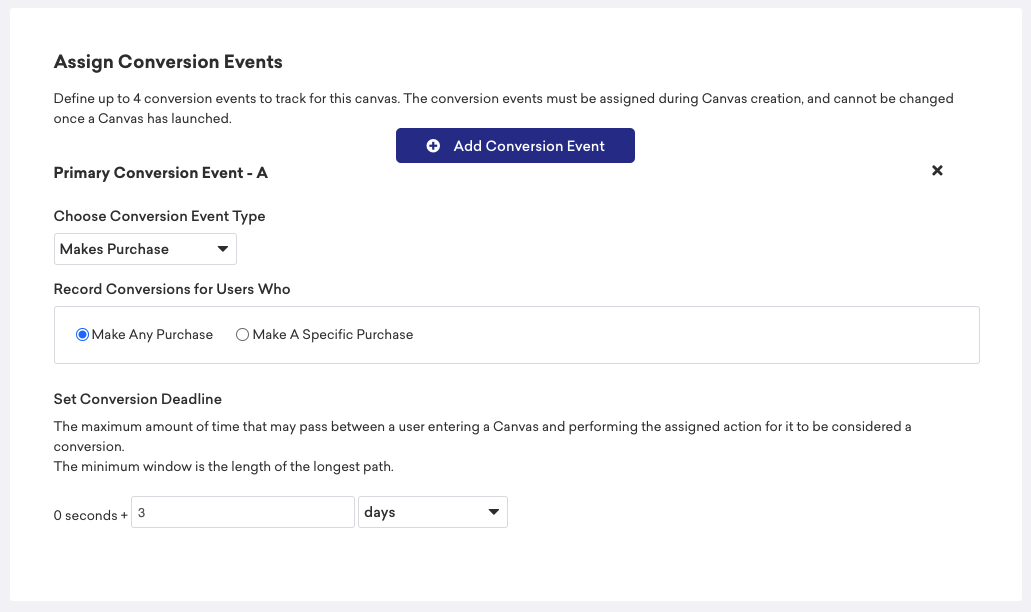 Assign Conversion Events
Define up to 4 conversion events to track for this canvas. The conversion events must be assigned during Canvas creation, and cannot be changed
once a Canvas has launched.
Add Conversion Event
Primary Conversion Event - A
Choose Conversion Event Type
Makes Purchase
Record Conversions for Users Who
Make Any Purchase Make A Specific Purchase
Set Conversion Deadline
The maximum amount of time that may pass between a user entering a Canvas and performing the assigned action for it to be considered a
conversion.
The minimum window is the length of the longest path.
0 seconds + 3 days